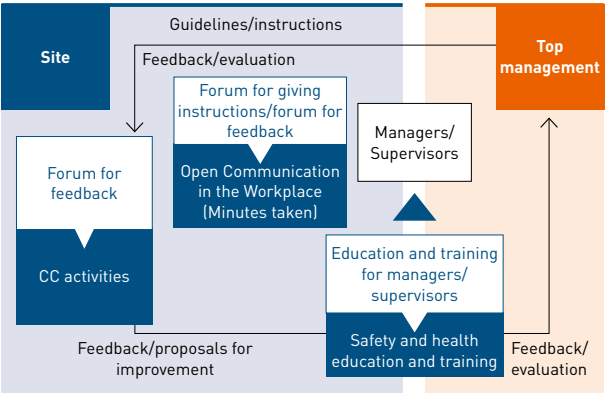 Guidelines/instructions
Site
Top
management
Feedback/evaluation
Forum for giving
instructions/forum for
feedback
Open Communication
in the Workplace
(Minutes taken)
Managers/
Supervisors
Forum for
feedback
CC activities
Education and training
for managers/
supervisors
Safety and health
education and training
Feedback/proposals for
improvement
Feedback/
evaluation